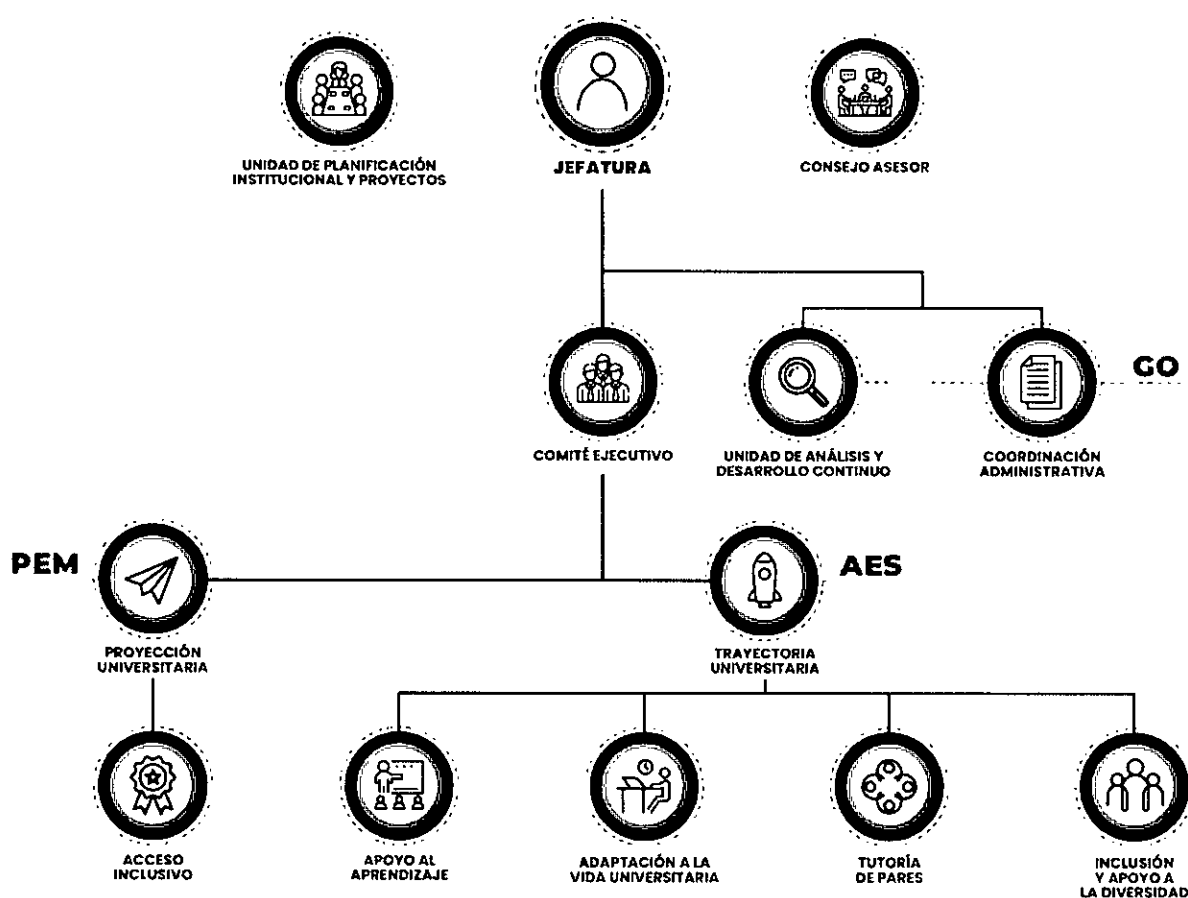 UNIDAD DE PLANIFICACIÓN
INSTITUCIONAL Y PROYECTOS
JEFATURA
CONSEJO ASESOR
COMITÉ EJECUTIVO
UNIDAD DE ANÁLISIS Y
DESARROLLO CONTINUO
COORDINACIÓN
ADMINISTRATIVA
GO
PEM
PROYECCIÓN
UNIVERSITARIA
TRAYECTORIA
UNIVERSITARIA
AES
ACCESO
INCLUSIVO
APOYO AL
APRENDIZAJE
ADAPTACIÓN A LA
VIDA UNIVERSITARIA
TUTORÍA
DE PARES
INCLUSIÓN
Y APOYO A
LA DIVERSIDAD